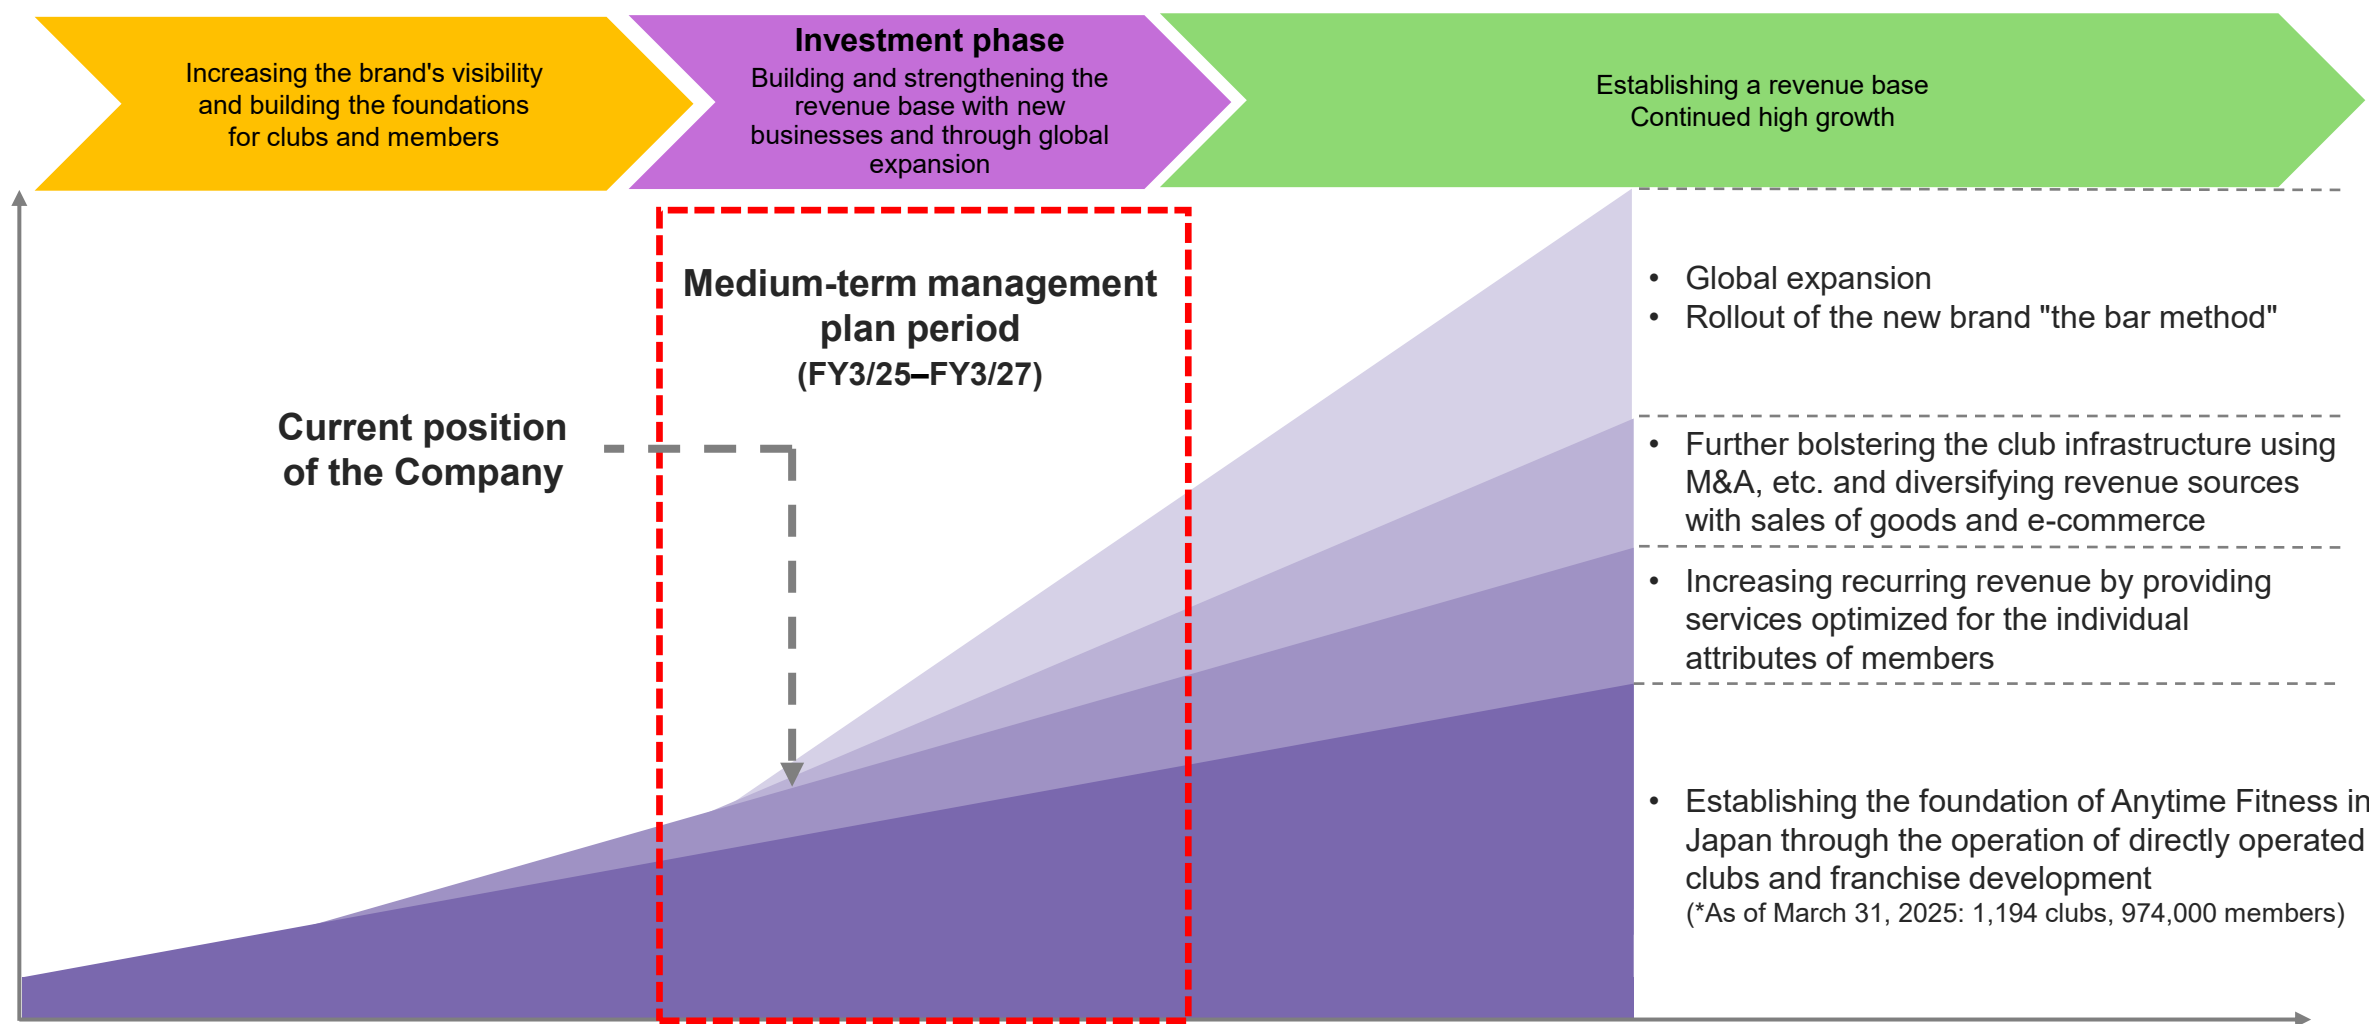 Increasing the brand's visibility
and building the foundations
for clubs and members
Investment phase
Building and strengthening the
revenue base with new
businesses and through global
expansion
Establishing a revenue base
Continued high growth
Medium-term management
plan period
(FY3/25–FY3/27)
Current position
of the Company
• Global expansion
• Rollout of the new brand "the bar method"
• Further bolstering the club infrastructure using
M&A, etc. and diversifying revenue sources
with sales of goods and e-commerce
• Increasing recurring revenue by providing
services optimized for the individual
attributes of members
• Establishing the foundation of Anytime Fitness in
Japan through the operation of directly operated
clubs and franchise development
(*As of March 31, 2025: 1,194 clubs, 974,000 members)